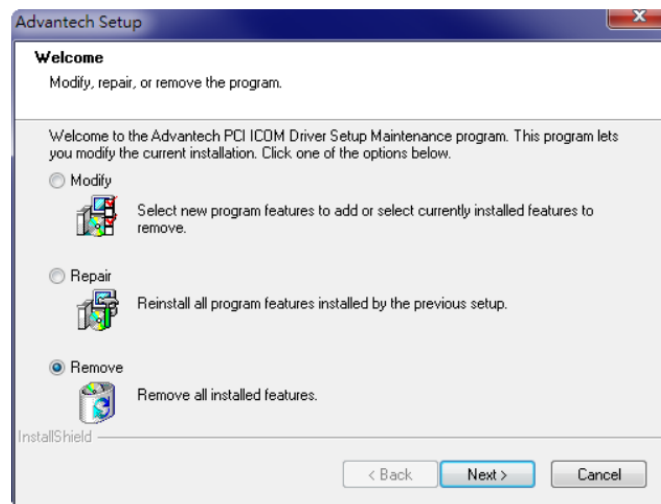 Advantech Setup
Welcome
Modify, repair, or remove the program.
Welcome to the Advantech PCI ICOM Driver Setup Maintenance program. This program lets
you modify the current installation. Click one of the options below.
Modify
Select new program features to add or select currently installed features to
remove.
Repair
Reinstall all program features installed by the previous setup.
Remove
Remove all installed features.
InstallShield
< Back Next > Cancel